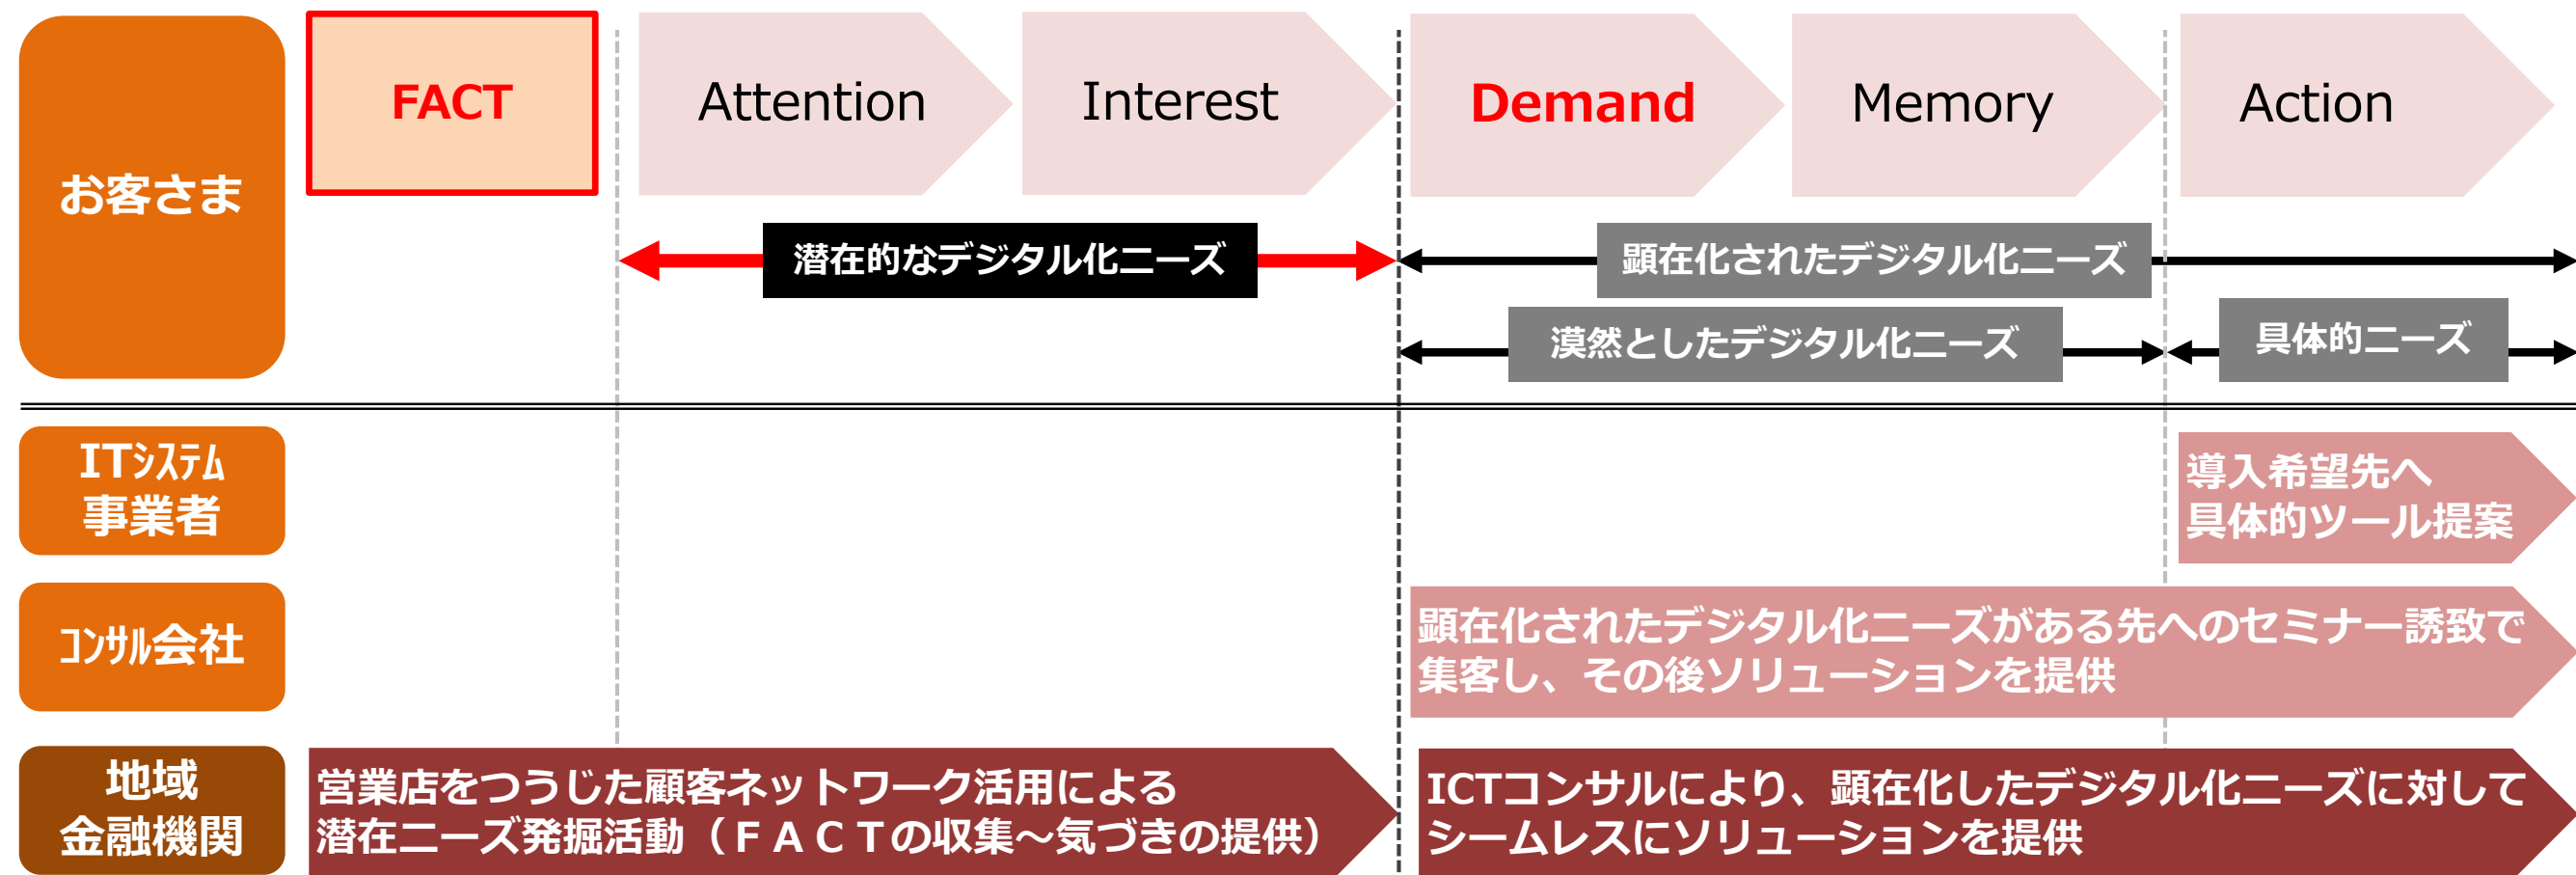 お客さま
FACT
Attention
Interest
Demand
Memory
Action
潜在的なデジタル化ニーズ
顕在化されたデジタル化ニーズ
漠然としたデジタル化ニーズ
具体的ニーズ
ITｼｽﾃﾑ
事業者
導入希望先へ
具体的ツール提案
ｺﾝｻﾙ会社
顕在化されたデジタル化ニーズがある先へのセミナー誘致で
集客し、その後ソリューションを提供
地域
金融機関
営業店をつうじた顧客ネットワーク活用による
潜在ニーズ発掘活動（ＦＡＣＴの収集～気づきの提供）
ICTコンサルにより、顕在化したデジタル化ニーズに対して
シームレスにソリューションを提供